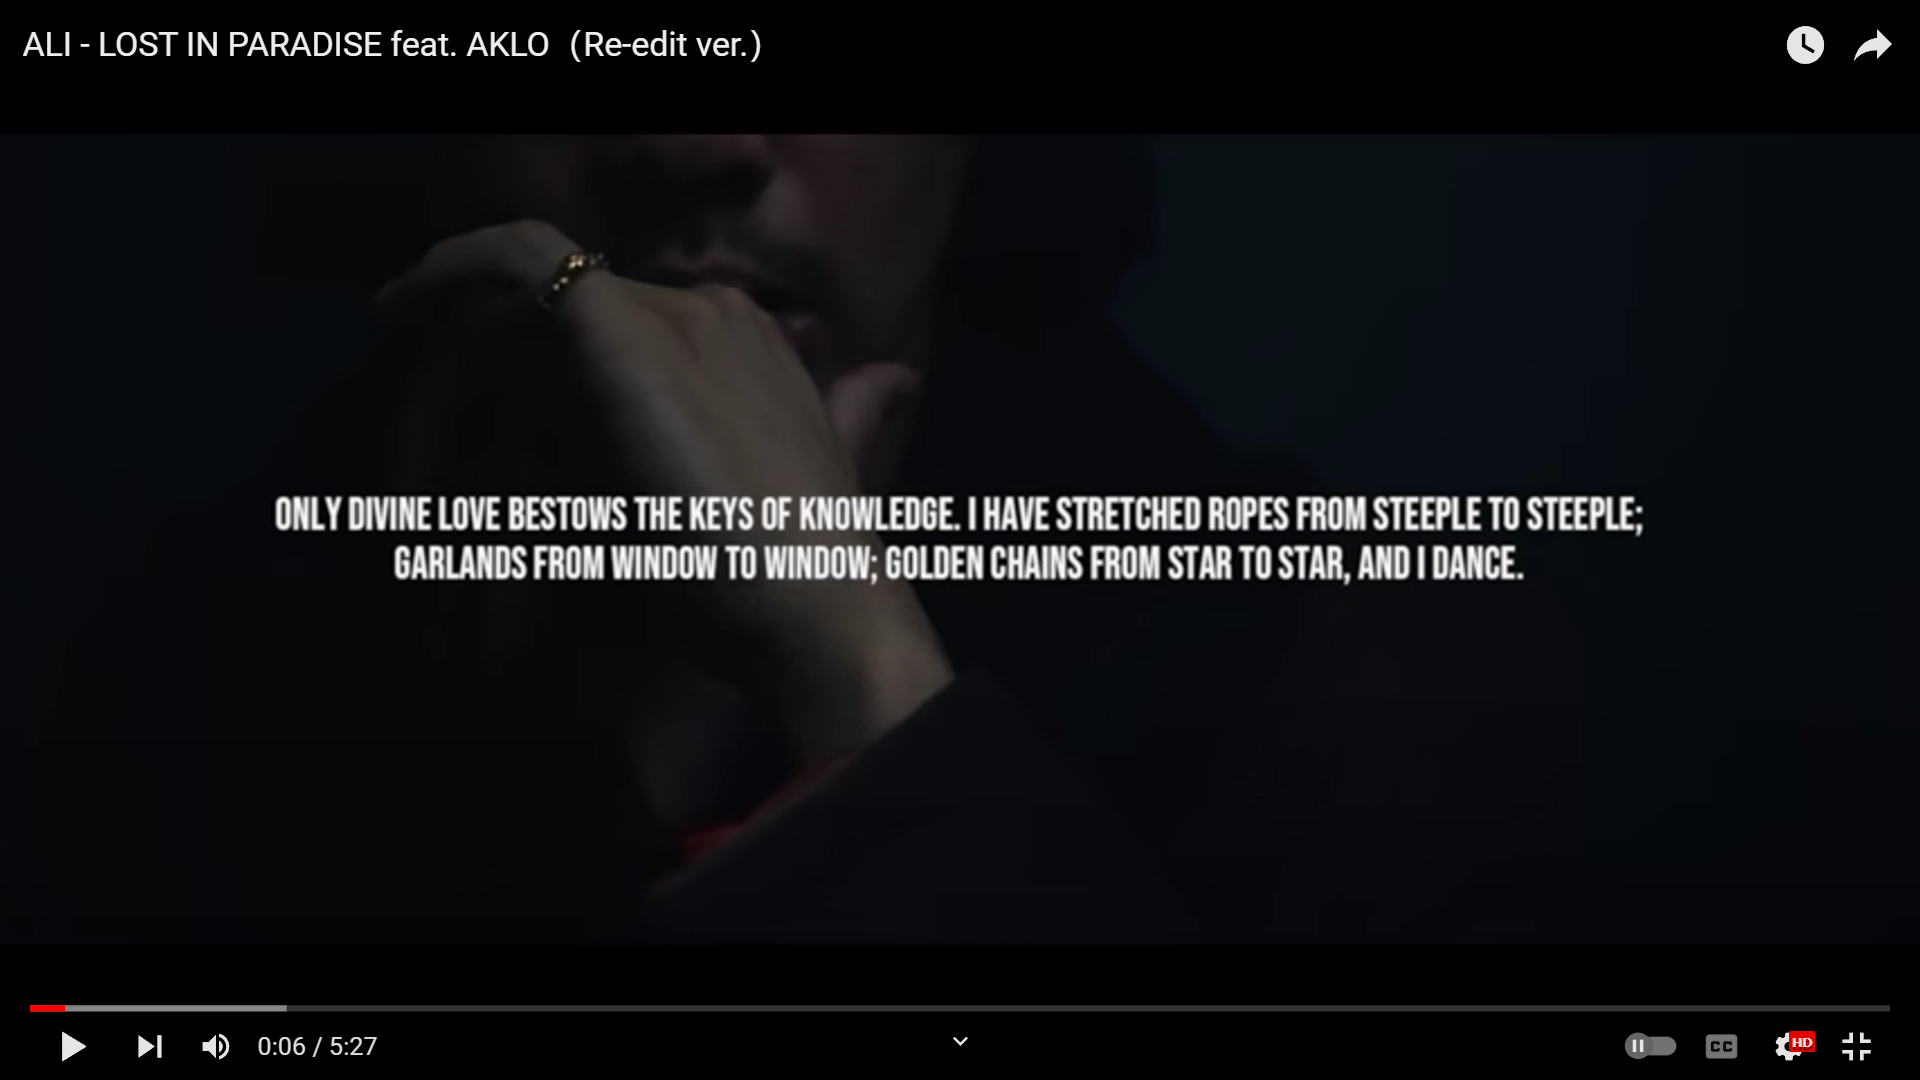 ALI - LOST IN PARADISE feat. AKLO (Re-edit ver.)
ONLY DIVINE LOVE BESTOWS THE KEYS OF KNOWLEDGE. I HAVE STRETCHED ROPES FROM STEEPLE TO STEEPLE;
GARLANDS FROM WINDOW TO WINDOW; GOLDEN CHAINS FROM STAR TO STAR, AND I DANCE.
0:06 / 5:27
CC
HD